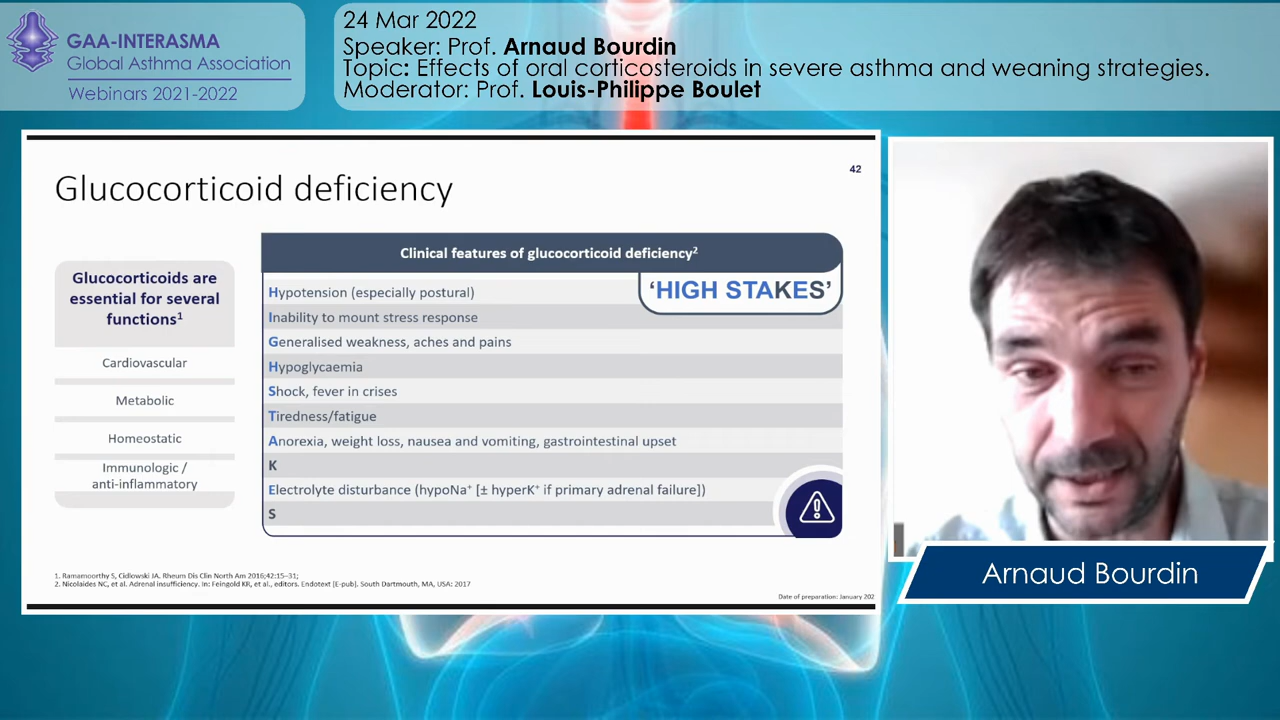 GAA-INTERASMA
Global Asthma Association
Webinars 2021-2022
24 Mar 2022
Speaker: Prof. Arnaud Bourdin
Topic: Effects of oral corticosteroids in severe asthma and weaning strategies.
Moderator: Prof. Louis-Philippe Boulet
42
Glucocorticoid deficiency
Glucocorticoids are
essential for several
functions¹
Cardiovascular
Metabolic
Homeostatic
Immunologic /
anti-inflammatory
Clinical features of glucocorticoid deficiency²
'HIGH STAKES'
Hypotension (especially postural)
Inability to mount stress response
Generalised weakness, aches and pains
Hypoglycaemia
Shock, fever in crises
Tiredness/fatigue
Anorexia, weight loss, nausea and vomiting, gastrointestinal upset
K
Electrolyte disturbance (hypoNa⁺ [± hyperK⁺ if primary adrenal failure])
S
1. Ramamoorthy S, Cidlowski JA. Rheum Dis Clin North Am 2016;42:15–31;
2. Nicolaides NC, et al. Adrenal insufficiency. In: Feingold KR, et al., editors. Endotext [E-pub]. South Dartmouth, MA, USA: 2017
Date of preparation: January 202
Arnaud Bourdin